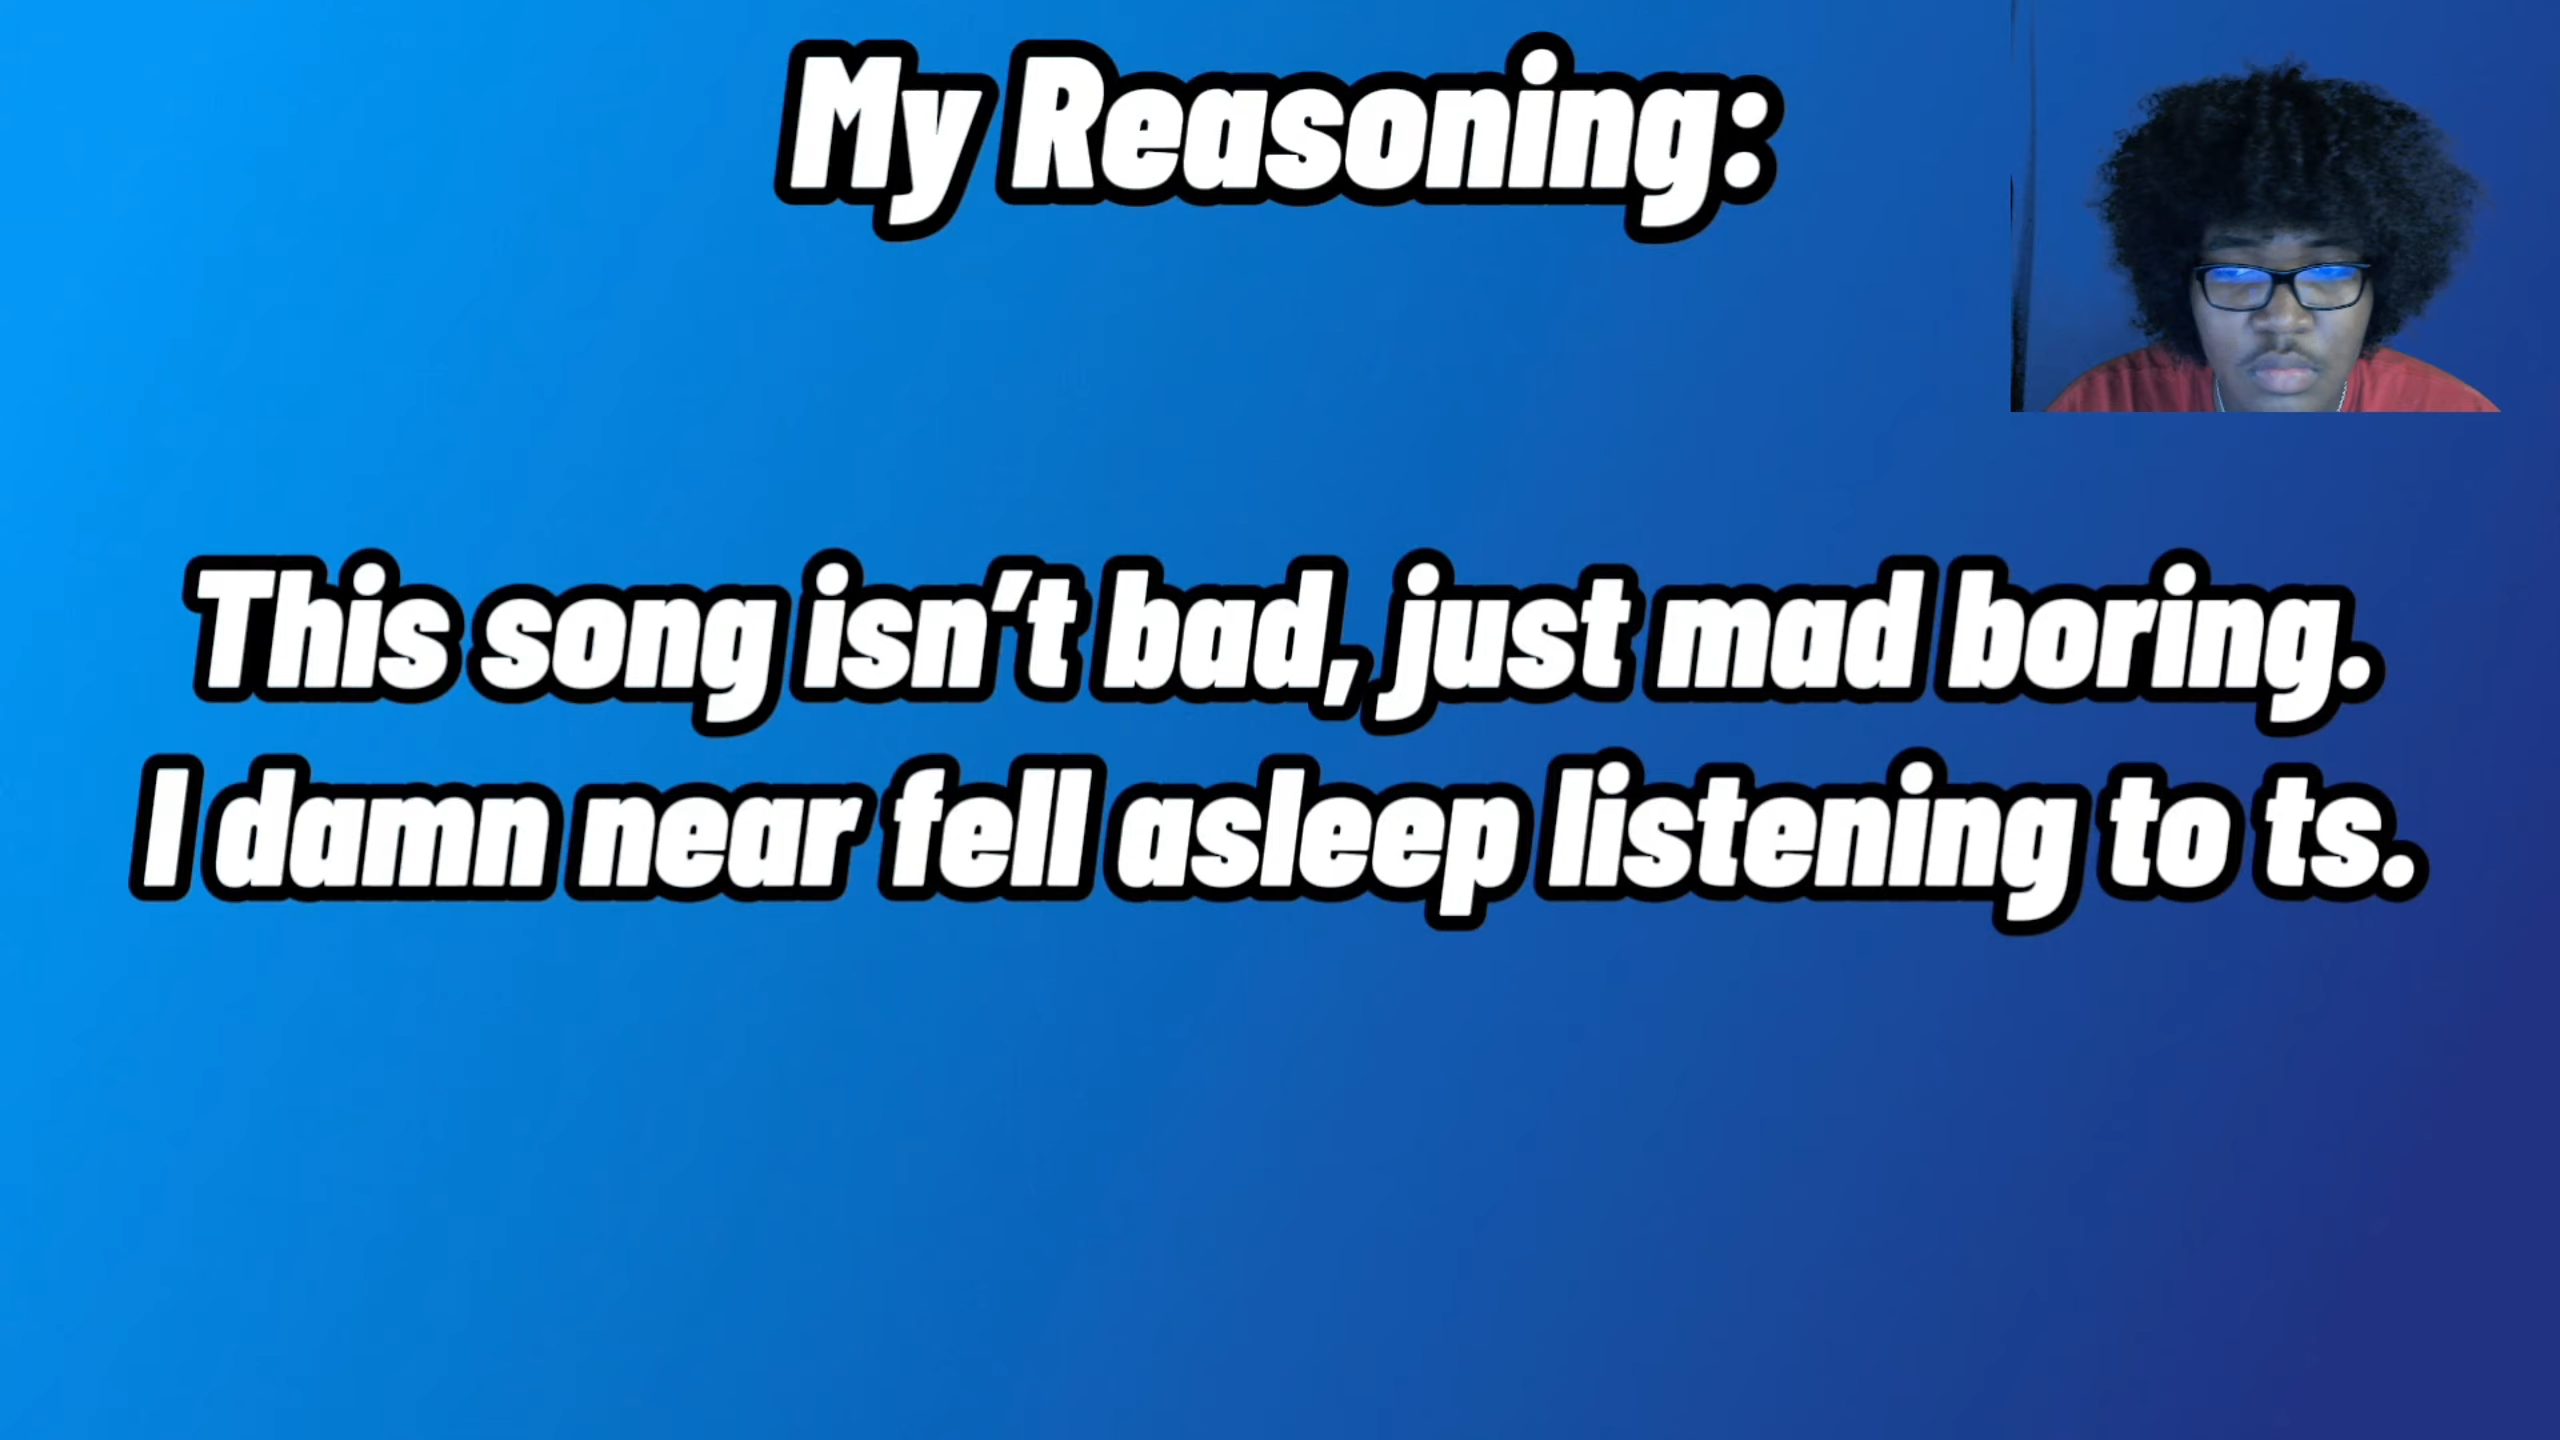 My Reasoning:
This song isn’t bad, just mad boring.
I damn near fell asleep listening to ts.